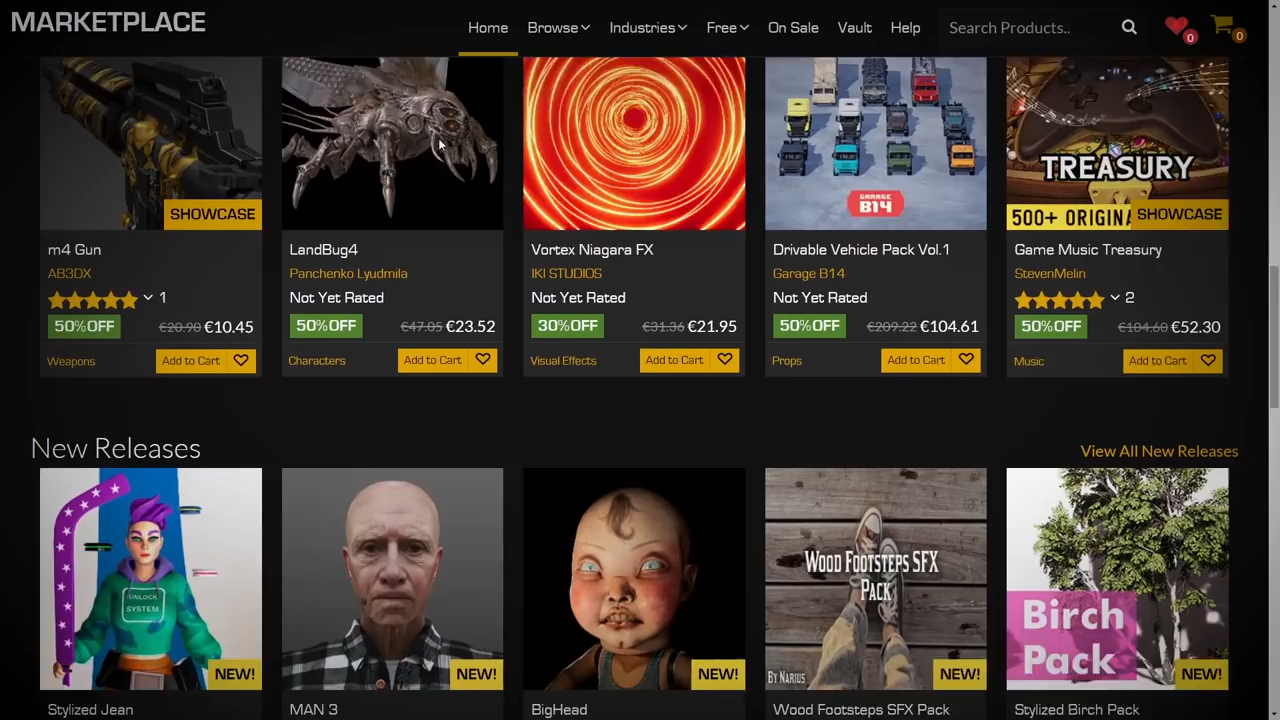 MARKETPLACE
Home Browse Industries Free On Sale Vault Help Search Products.. 0 0
SHOWCASE
GARAGE
B14
TREASURY
500+ ORIGINA
SHOWCASE
m4 Gun
AB3DX
1
50%OFF €20.90 €10.45
Weapons Add to Cart
LandBug4
Panchenko Lyudmila
Not Yet Rated
50%OFF €47.05 €23.52
Characters Add to Cart
Vortex Niagara FX
IKI STUDIOS
Not Yet Rated
30%OFF €31.36 €21.95
Visual Effects Add to Cart
Drivable Vehicle Pack Vol.1
Garage B14
Not Yet Rated
50%OFF €209.22 €104.61
Props Add to Cart
Game Music Treasury
StevenMelin
2
50%OFF €104.60 €52.30
Music Add to Cart
New Releases
View All New Releases
UNLOCK
SYSTEM
NEW!
Stylized Jean
NEW!
MAN 3
NEW!
BigHead
WOOD FOOTSTEPS SFX
PACK
BY NARIUS
NEW!
Wood Footsteps SFX Pack
Birch
Pack
NEW!
Stylized Birch Pack